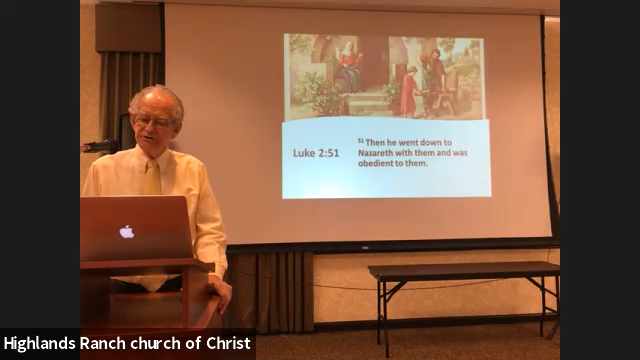 Luke 2:51
51 Then he went down to
Nazareth with them and was
obedient to them.
Highlands Ranch church of Christ